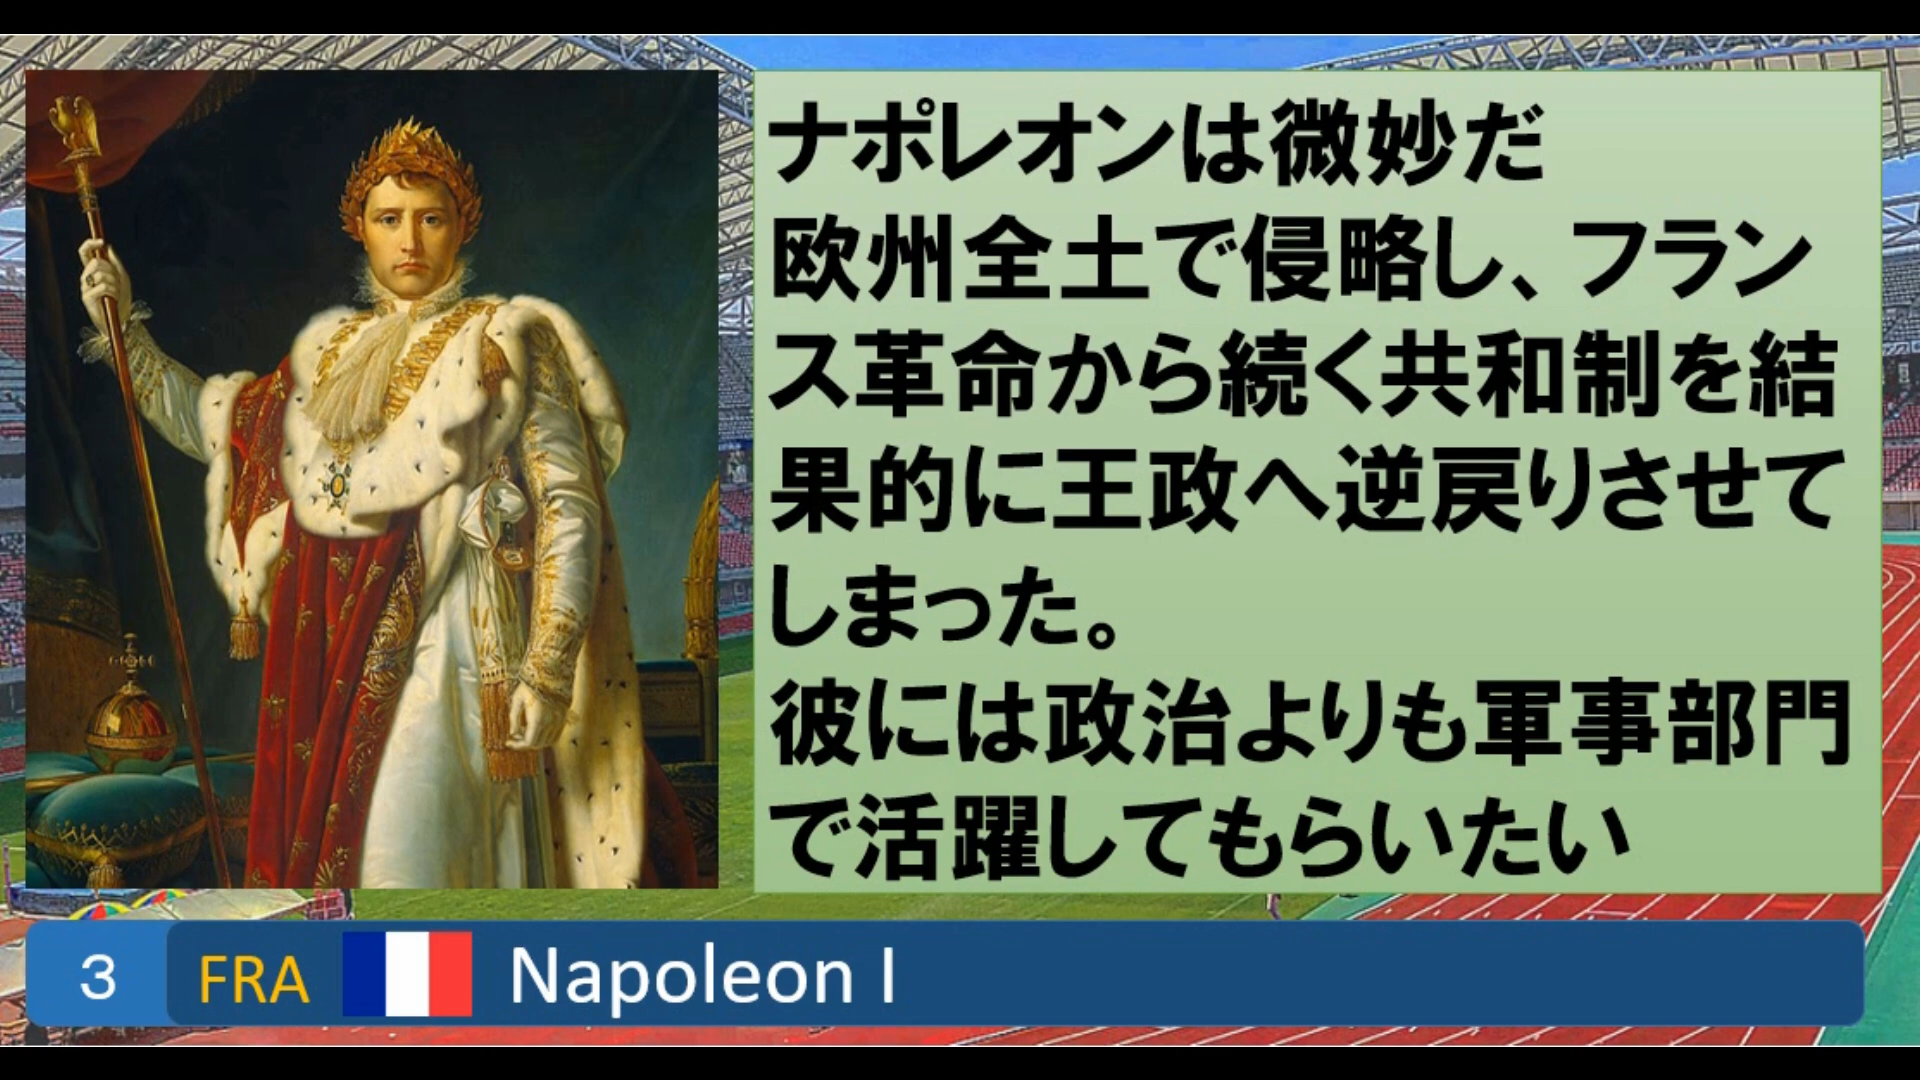 ナポレオンは微妙だ
欧州全土で侵略し、フラン
ス革命から続く共和制を結
果的に王政へ逆戻りさせて
しまった。
彼には政治よりも軍事部門
で活躍してもらいたい
3 FRA Napoleon I